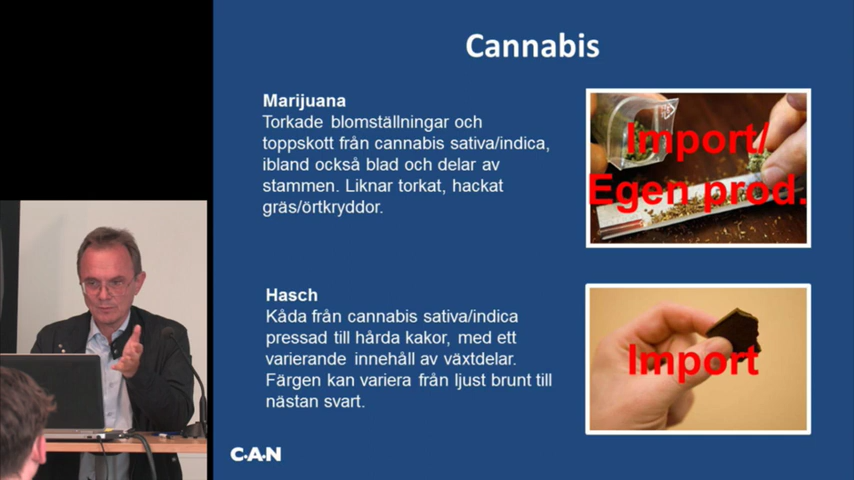 Cannabis
Marijuana
Torkade blomställningar och
toppskott från cannabis sativa/indica,
ibland också blad och delar av
stammen. Liknar torkat, hackat
gräs/örtkryddor.
Import/
Egen prod.
Hasch
Kåda från cannabis sativa/indica
pressad till hårda kakor, med ett
varierande innehåll av växtdelar.
Färgen kan variera från ljust brunt till
nästan svart.
Import
C·A·N